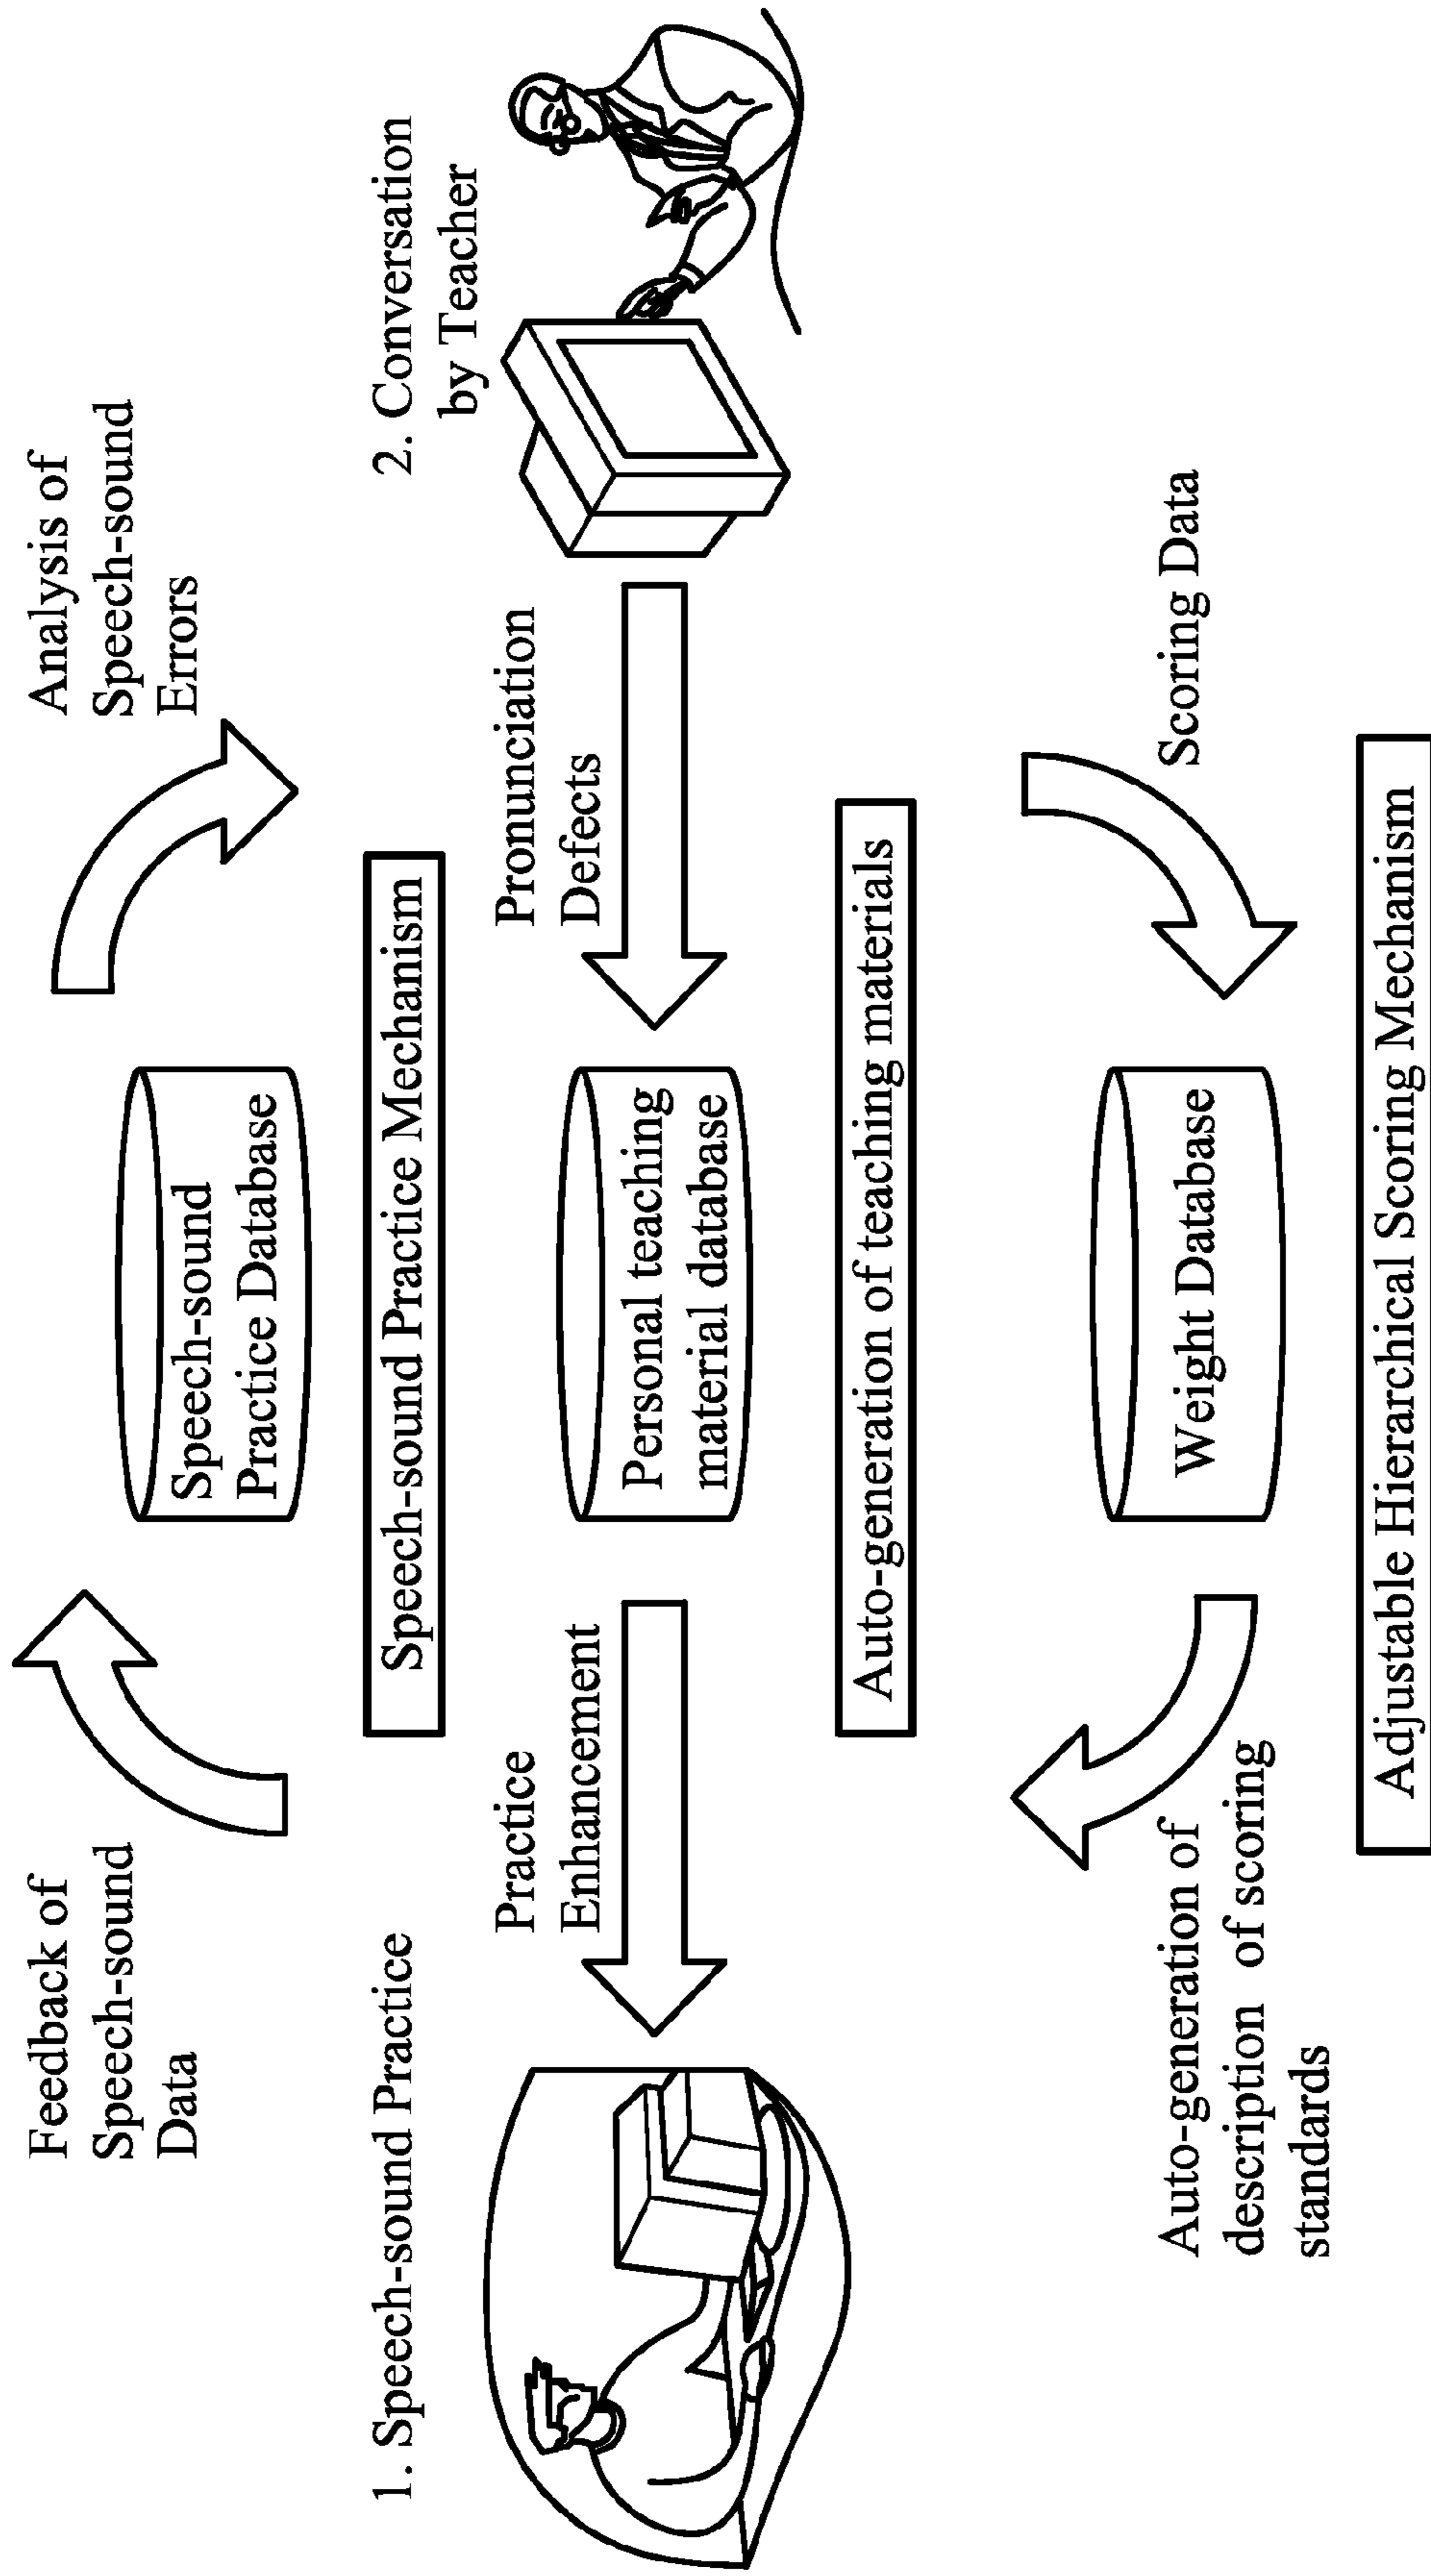 Feedback of
Speech-sound
Data
Analysis of
Speech-sound
Errors
Speech-sound
Practice Database
Speech-sound Practice Mechanism
1. Speech-sound Practice
2. Conversation
by Teacher
Practice
Enhancement
Personal teaching
material database
Pronunciation
Defects
Auto-generation of teaching materials
Auto-generation of
description of scoring
standards
Weight Database
Scoring Data
Adjustable Hierarchical Scoring Mechanism